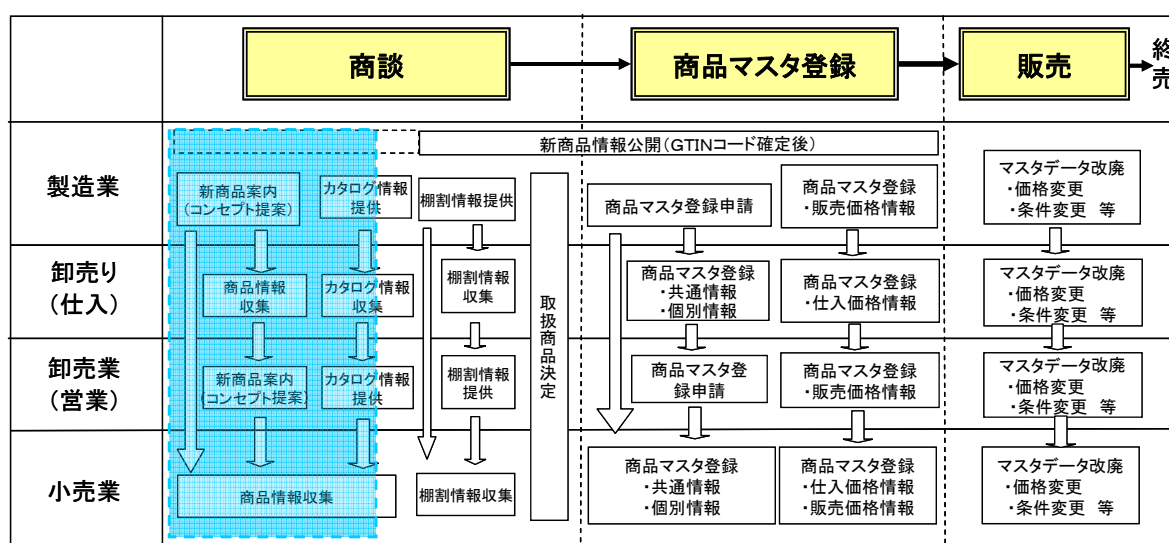 商談
商品マスタ登録
販売
終
売
新商品情報公開(GTINコード確定後)
製造業
新商品案内
(コンセプト提案)
カタログ情報
提供
棚割情報提供
商品マスタ登録申請
商品マスタ登録
・販売価格情報
マスタデータ改廃
・価格変更
・条件変更 等
取扱商品決定
卸売り
(仕入)
商品情報
収集
カタログ情報
収集
棚割情報
収集
商品マスタ登録
・共通情報
・個別情報
商品マスタ登録
・仕入価格情報
マスタデータ改廃
・価格変更
・条件変更 等
卸売業
(営業)
新商品案内
(コンセプト提案)
カタログ情報
提供
棚割情報
提供
商品マスタ登
録申請
商品マスタ登録
・販売価格情報
マスタデータ改廃
・価格変更
・条件変更 等
小売業
商品情報収集
棚割情報収集
商品マスタ登録
・共通情報
・個別情報
商品マスタ登録
・仕入価格情報
・販売価格情報
マスタデータ改廃
・価格変更
・条件変更 等